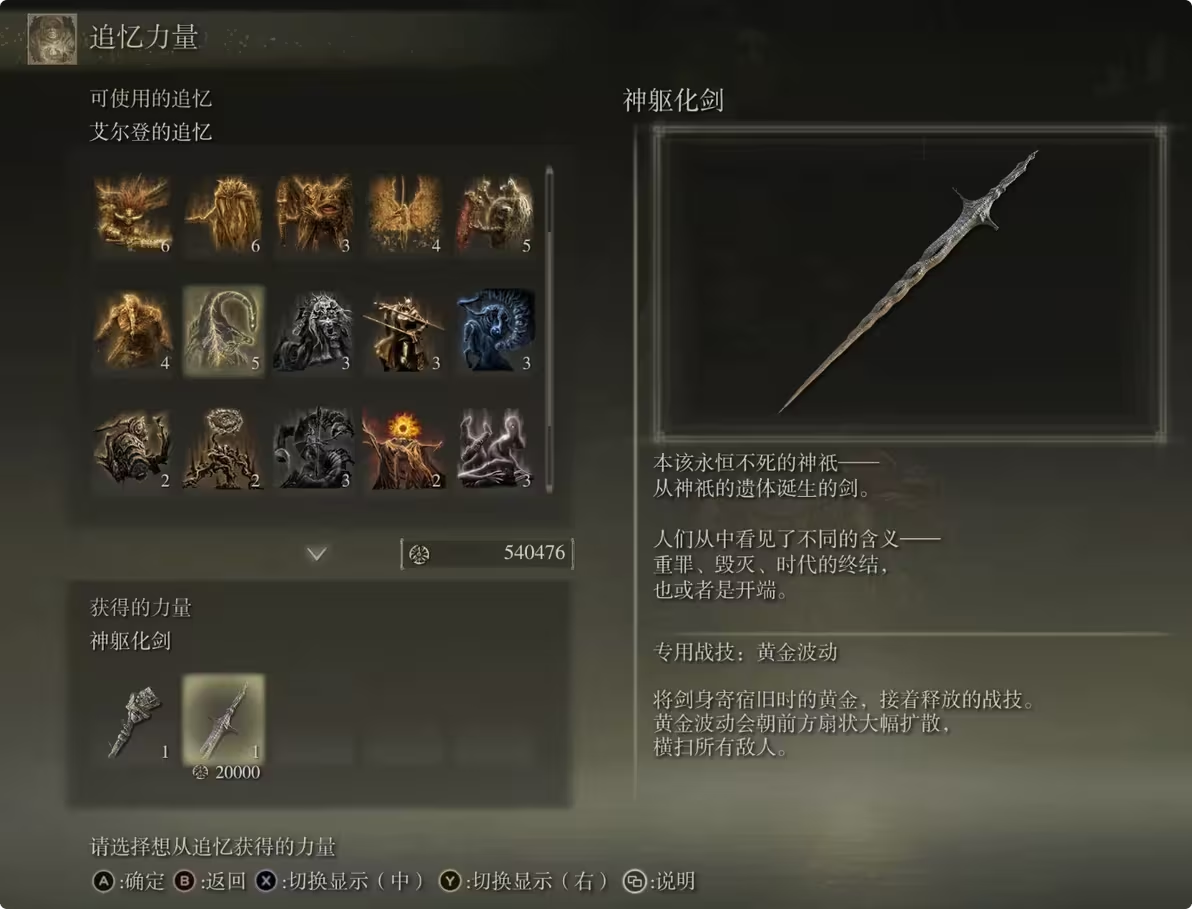 追忆力量
可使用的追忆
艾尔登的追忆
6 6 3 4 5
4 5 3 3 3
2 2 3 2 3
540476
获得的力量
神躯化剑
1 1
20000
请选择想从追忆获得的力量
A:确定 B:返回 X:切换显示（中） Y:切换显示（右） :说明
神躯化剑
本该永恒不死的神祇——
从神祇的遗体诞生的剑。
人们从中看见了不同的含义——
重罪、毁灭、时代的终结，
也或者是开端。
专用战技：黄金波动
将剑身寄宿旧时的黄金，接着释放的战技。
黄金波动会朝前方扇状大幅扩散，
横扫所有敌人。